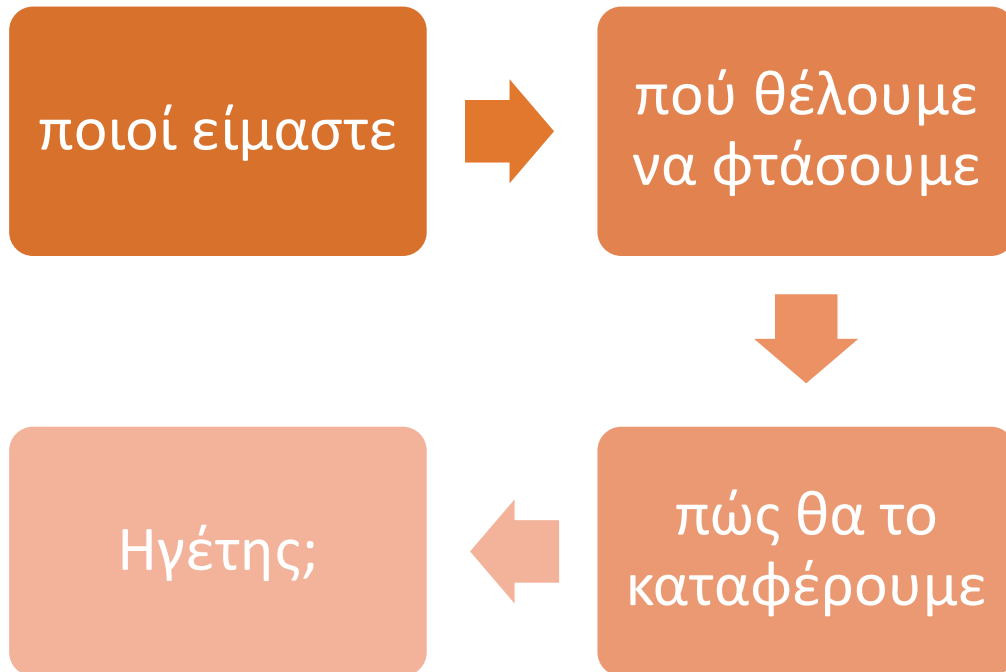 ποιοί είμαστε
πού θέλουμε
να φτάσουμε
πώς θα το
καταφέρουμε
Ηγέτης;